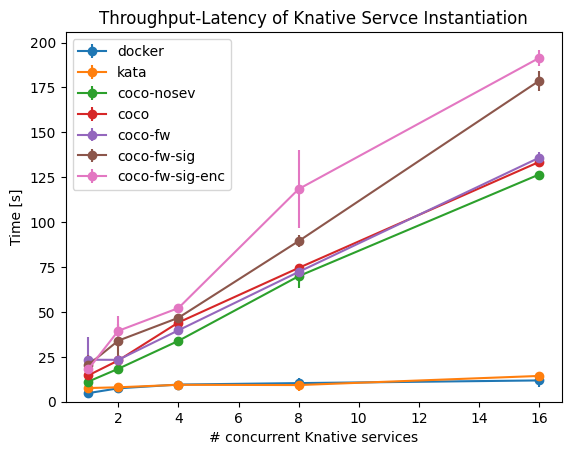 Throughput-Latency of Knative Servce Instantiation
200
175
150
125
100
75
50
25
0
Time [s]
docker
kata
coco-nosev
coco
coco-fw
coco-fw-sig
coco-fw-sig-enc
2 4 6 8 10 12 14 16
# concurrent Knative services